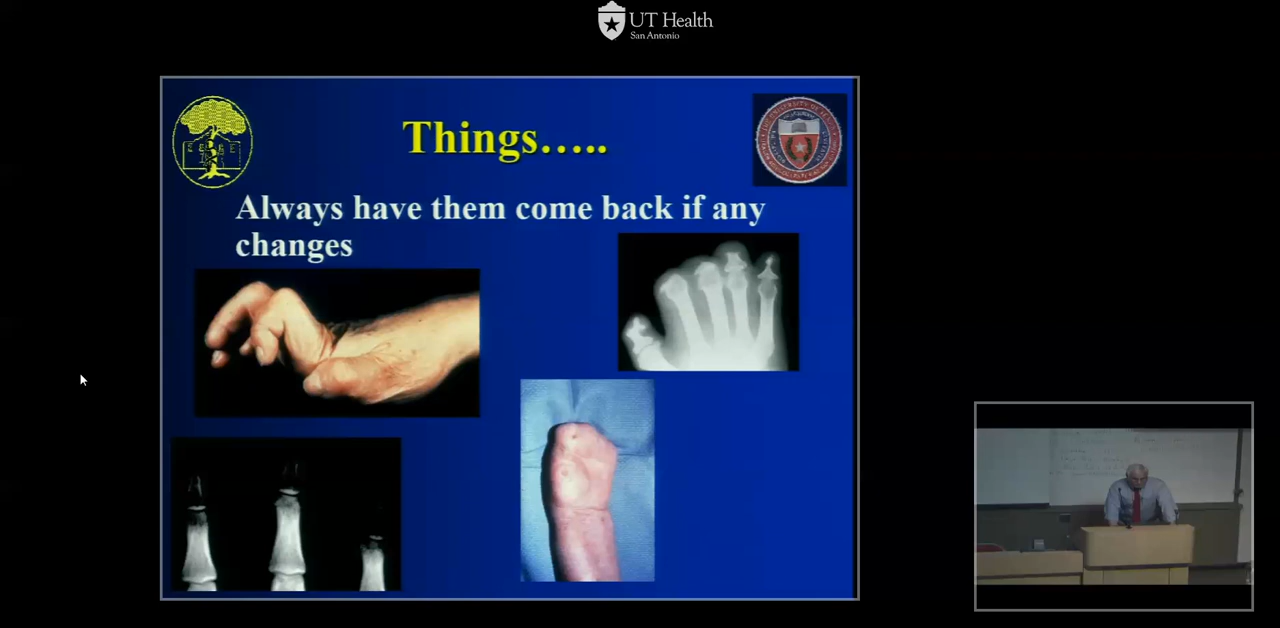 UT Health
San Antonio
Things…..
Always have them come back if any
changes